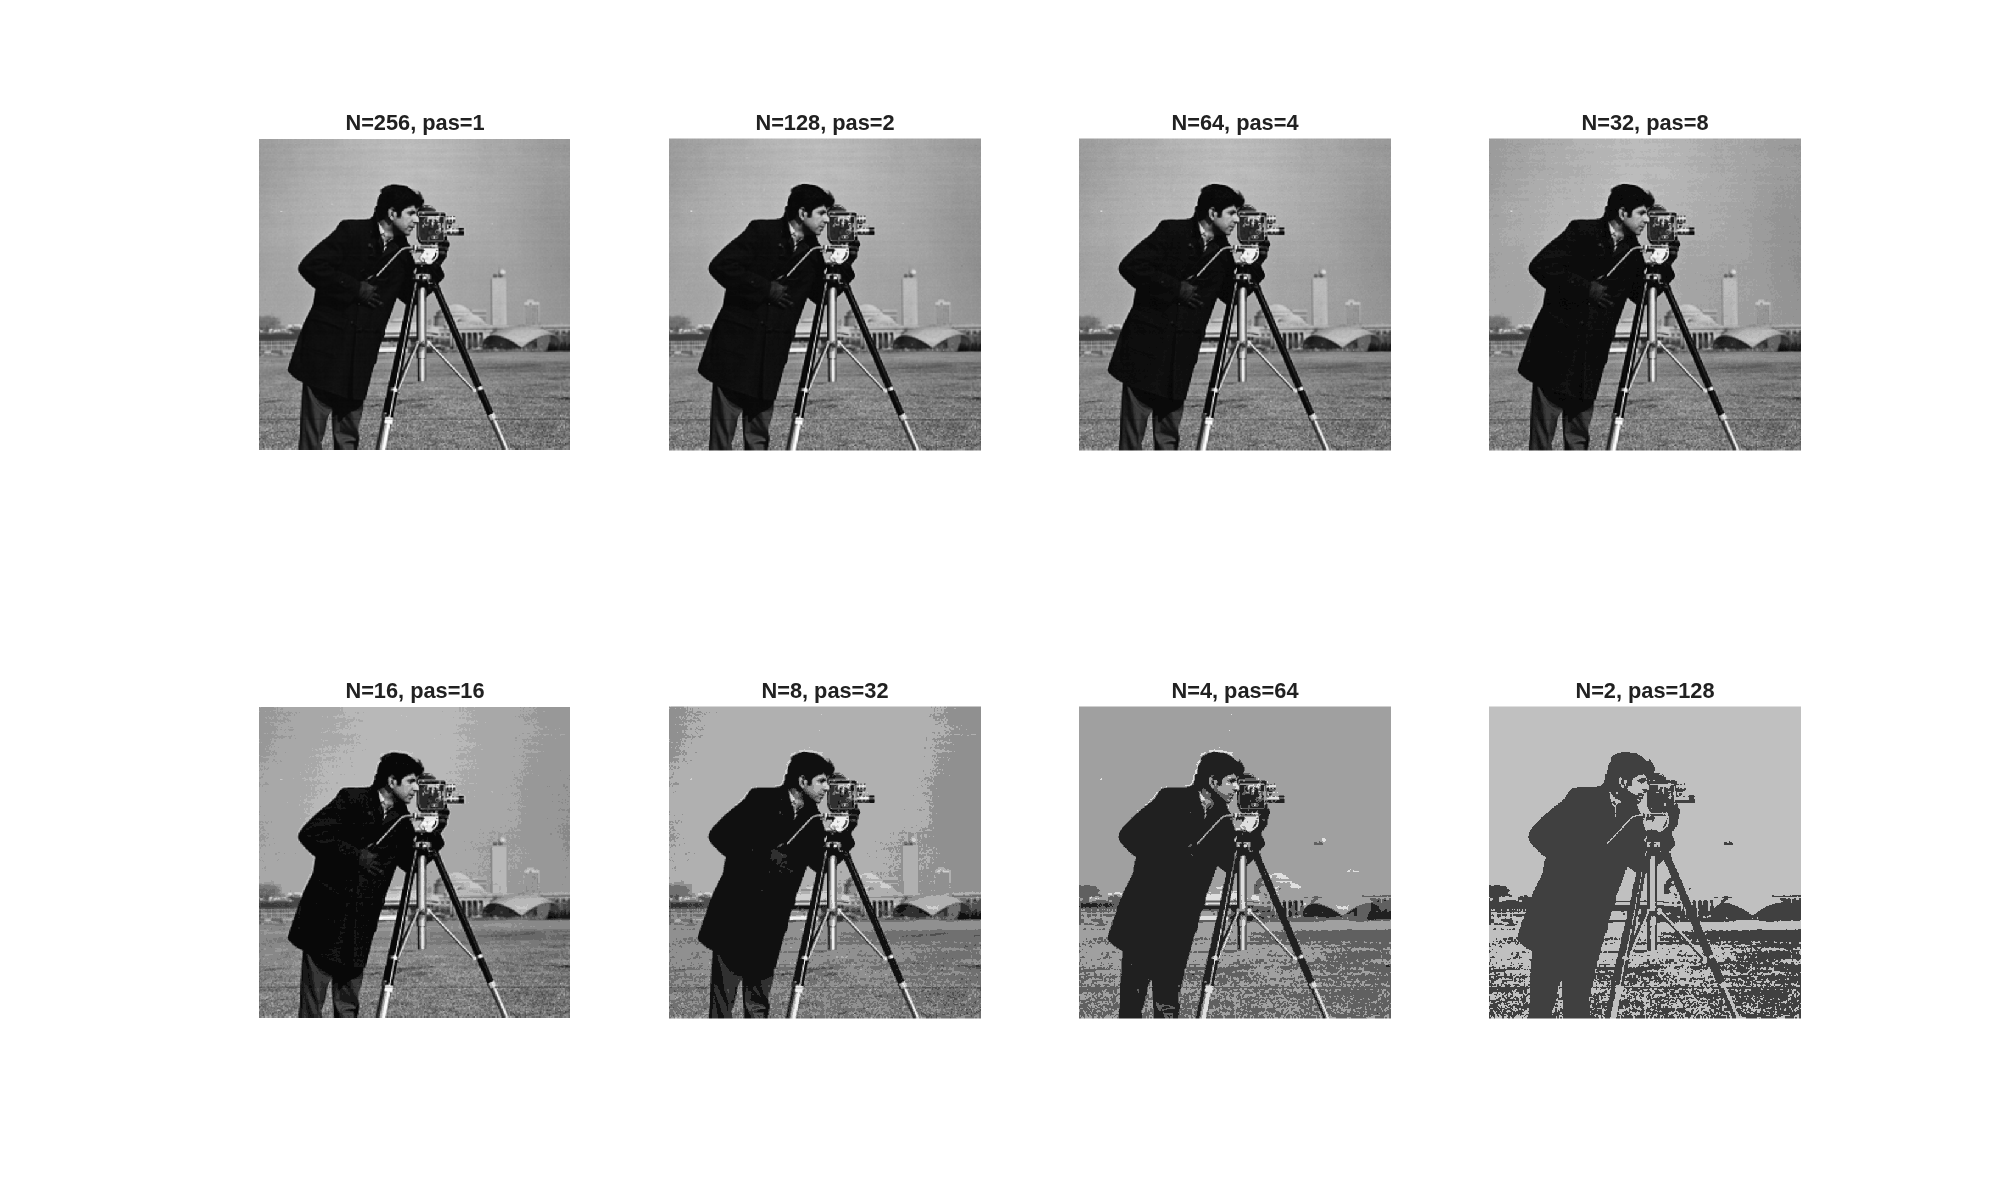 N=256, pas=1
N=128, pas=2
N=64, pas=4
N=32, pas=8
N=16, pas=16
N=8, pas=32
N=4, pas=64
N=2, pas=128